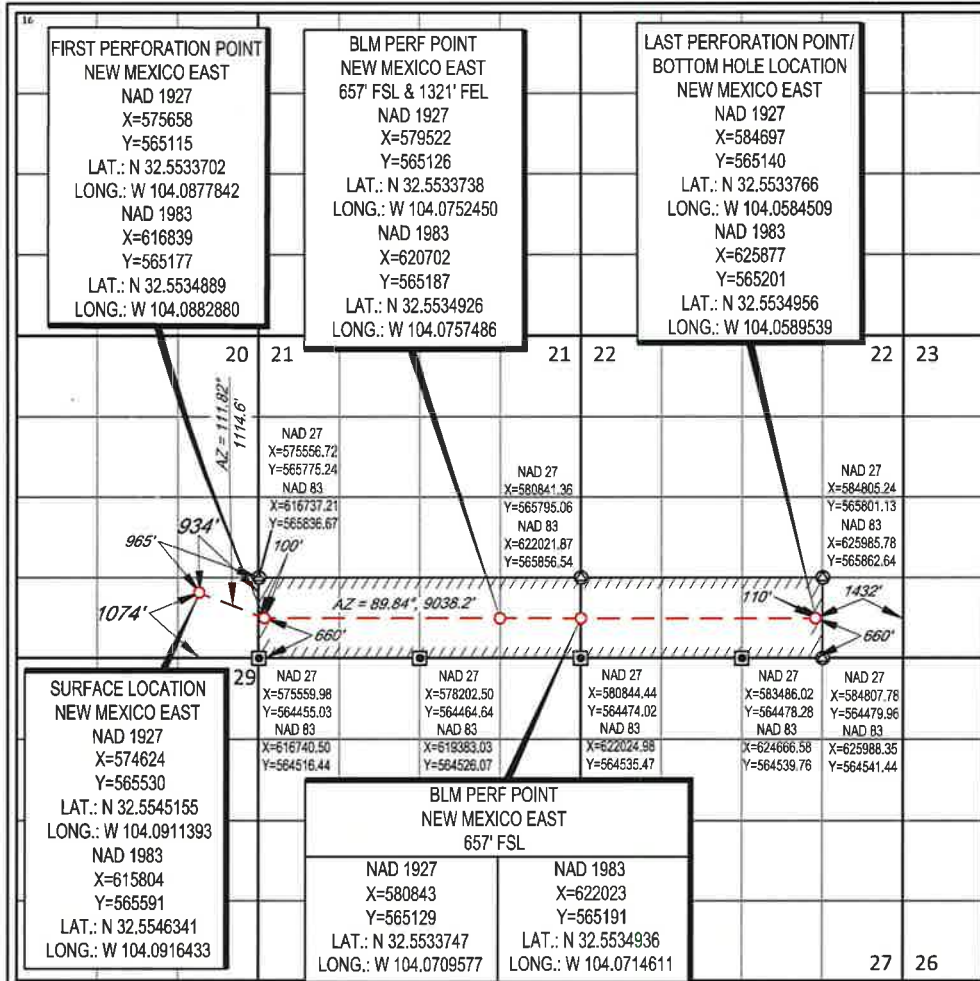 16
FIRST PERFORATION POINT
NEW MEXICO EAST
NAD 1927
X=575658
Y=565115
LAT.: N 32.5533702
LONG.: W 104.0877842
NAD 1983
X=616839
Y=565177
LAT.: N 32.5534889
LONG.: W 104.0882880
BLM PERF POINT
NEW MEXICO EAST
657' FSL & 1321' FEL
NAD 1927
X=579522
Y=565126
LAT.: N 32.5533738
LONG.: W 104.0752450
NAD 1983
X=620702
Y=565187
LAT.: N 32.5534926
LONG.: W 104.0757486
LAST PERFORATION POINT/
BOTTOM HOLE LOCATION
NEW MEXICO EAST
NAD 1927
X=584697
Y=565140
LAT.: N 32.5533766
LONG.: W 104.0584509
NAD 1983
X=625877
Y=565201
LAT.: N 32.5534956
LONG.: W 104.0589539
20 21
21 22
22 23
AZ = 111.82°
1114.6'
NAD 27
X=575556.72
Y=565775.24
NAD 83
X=616737.21
Y=565836.67
NAD 27
X=580841.36
Y=565795.06
NAD 83
X=622021.87
Y=565856.54
NAD 27
X=584805.24
Y=565801.13
NAD 83
X=625985.78
Y=565862.64
965'
934'
100'
1074'
660'
AZ = 89.84°, 9038.2'
110'
1432'
660'
29
NAD 27
X=575559.98
Y=564455.03
NAD 83
X=616740.50
Y=564516.44
NAD 27
X=578202.50
Y=564464.64
NAD 83
X=619383.03
Y=564526.07
NAD 27
X=580844.44
Y=564474.02
NAD 83
X=622024.98
Y=564535.47
NAD 27
X=583486.02
Y=564478.28
NAD 83
X=624666.58
Y=564539.76
NAD 27
X=584807.78
Y=564479.96
NAD 83
X=625988.35
Y=564541.44
SURFACE LOCATION
NEW MEXICO EAST
NAD 1927
X=574624
Y=565530
LAT.: N 32.5545155
LONG.: W 104.0911393
NAD 1983
X=615804
Y=565591
LAT.: N 32.5546341
LONG.: W 104.0916433
BLM PERF POINT
NEW MEXICO EAST
657' FSL
NAD 1927
X=580843
Y=565129
LAT.: N 32.5533747
LONG.: W 104.0709577
NAD 1983
X=622023
Y=565191
LAT.: N 32.5534936
LONG.: W 104.0714611
27 26